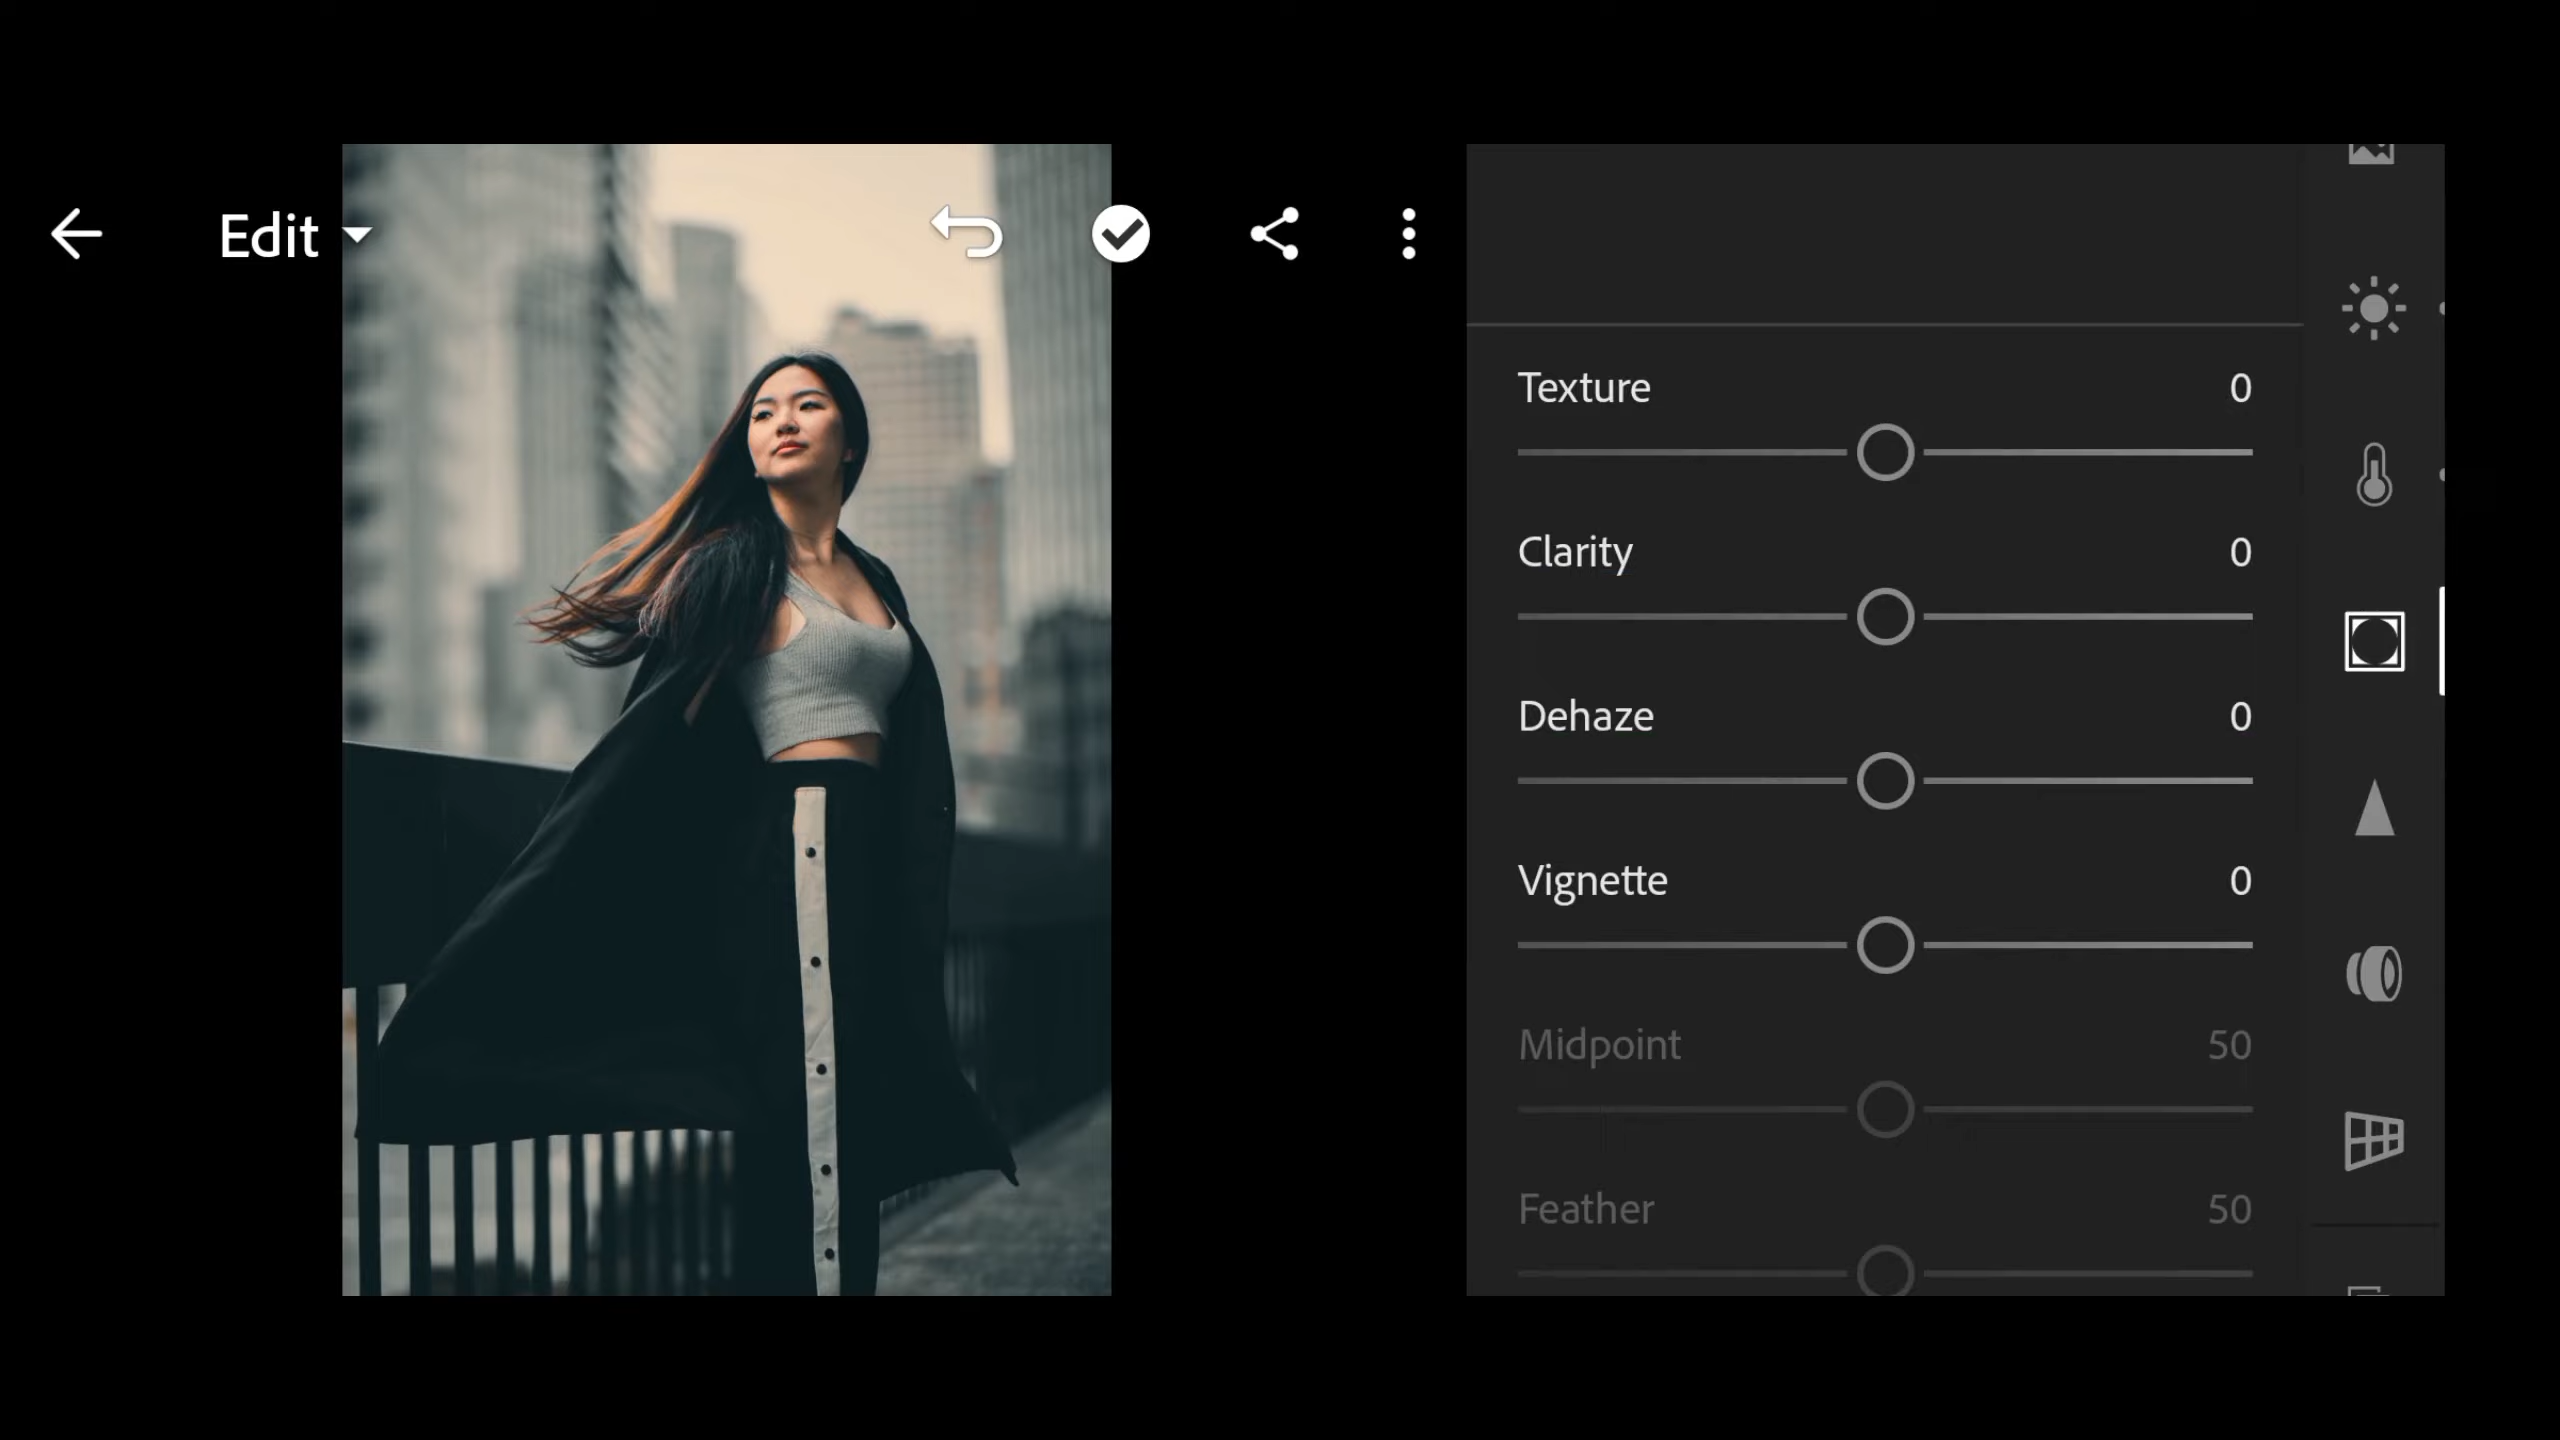 Edit
Texture 0
Clarity 0
Dehaze 0
Vignette 0
Midpoint 50
Feather 50